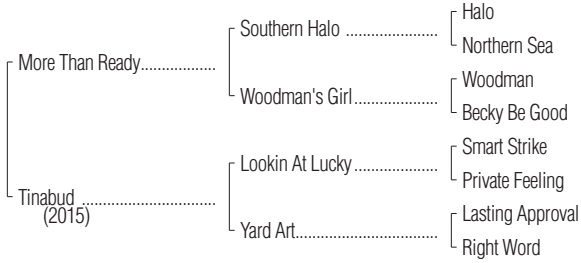 Halo
Southern Halo ....................
Northern Sea
More Than Ready..................
Woodman
Woodman's Girl..................
Becky Be Good
Smart Strike
Lookin At Lucky..................
Private Feeling
Tinabud .............................
(2015)
Lasting Approval
Yard Art...............................
Right Word